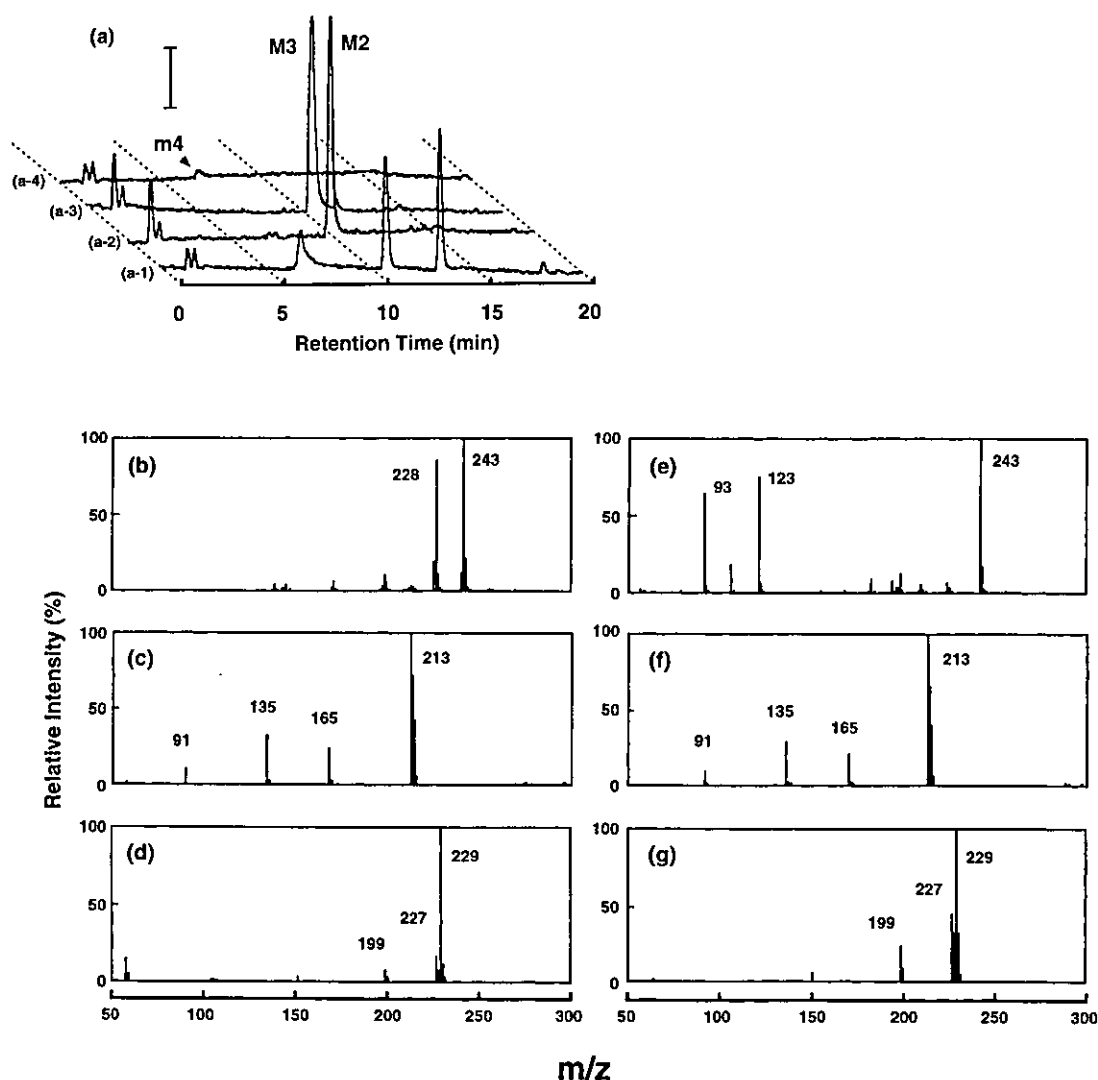 (a)
M3 M2
m4
(a-4)
(a-3)
(a-2)
(a-1)
0 5 10 15 20
Retention Time (min)
Relative Intensity (%)
100 50 0
(b)
228 243
100 50 0
(e)
93 123 243
100 50 0
(c)
91 135 165 213
100 50 0
(f)
91 135 165 213
100 50 0
(d)
199 227 229
50 100 150 200 250 300
100 50 0
(g)
199 227 229
50 100 150 200 250 300
m/z